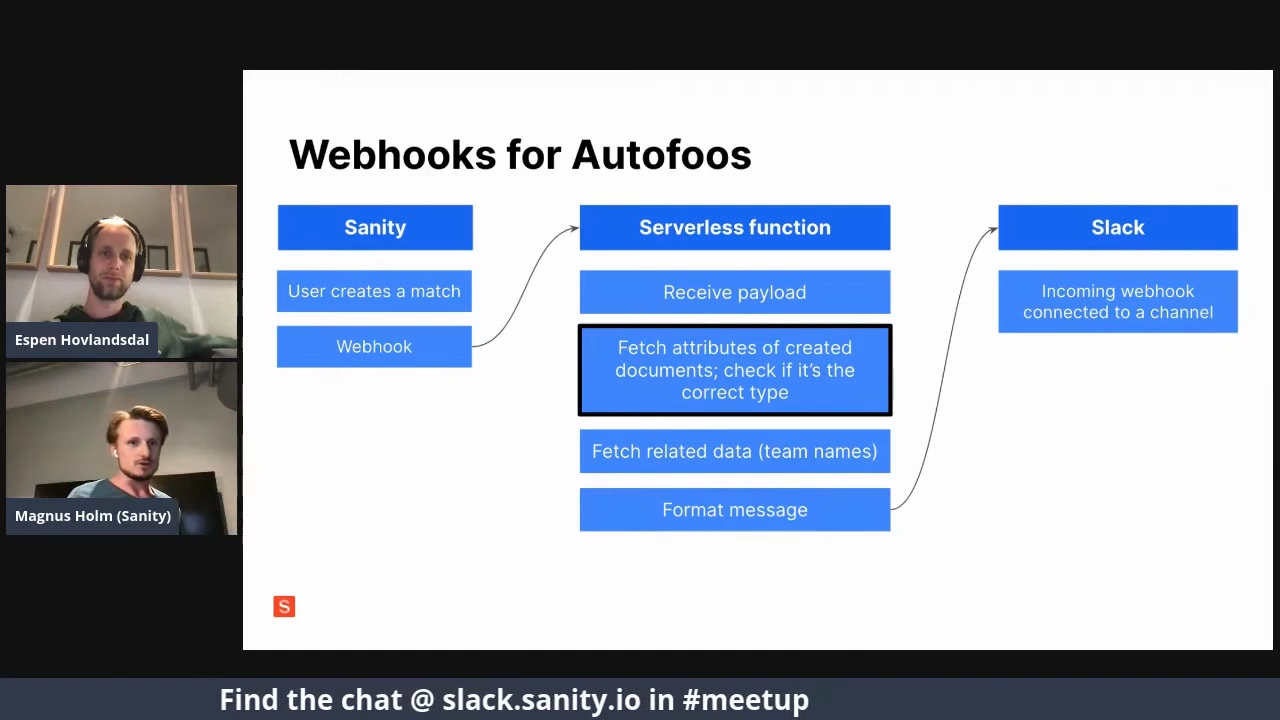 Webhooks for Autofoos
Sanity
User creates a match
Webhook
Serverless function
Receive payload
Fetch attributes of created
documents; check if it's the
correct type
Fetch related data (team names)
Format message
Slack
Incoming webhook
connected to a channel
Espen Hovlandsdal
Magnus Holm (Sanity)
S
Find the chat @ slack.sanity.io in #meetup